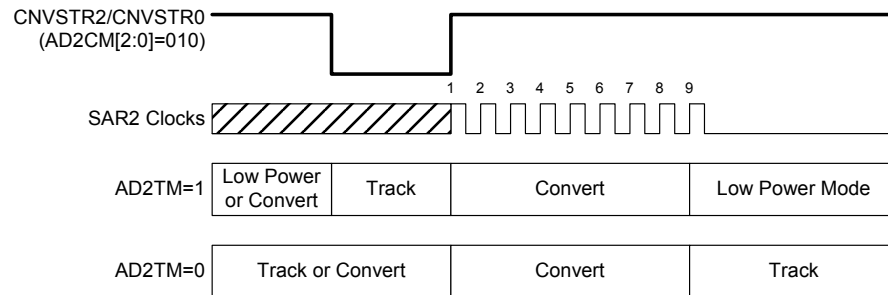 CNVSTR2/CNVSTR0
(AD2CM[2:0]=010)
1 2 3 4 5 6 7 8 9
SAR2 Clocks
AD2TM=1
Low Power
or Convert
Track
Convert
Low Power Mode
AD2TM=0
Track or Convert
Convert
Track